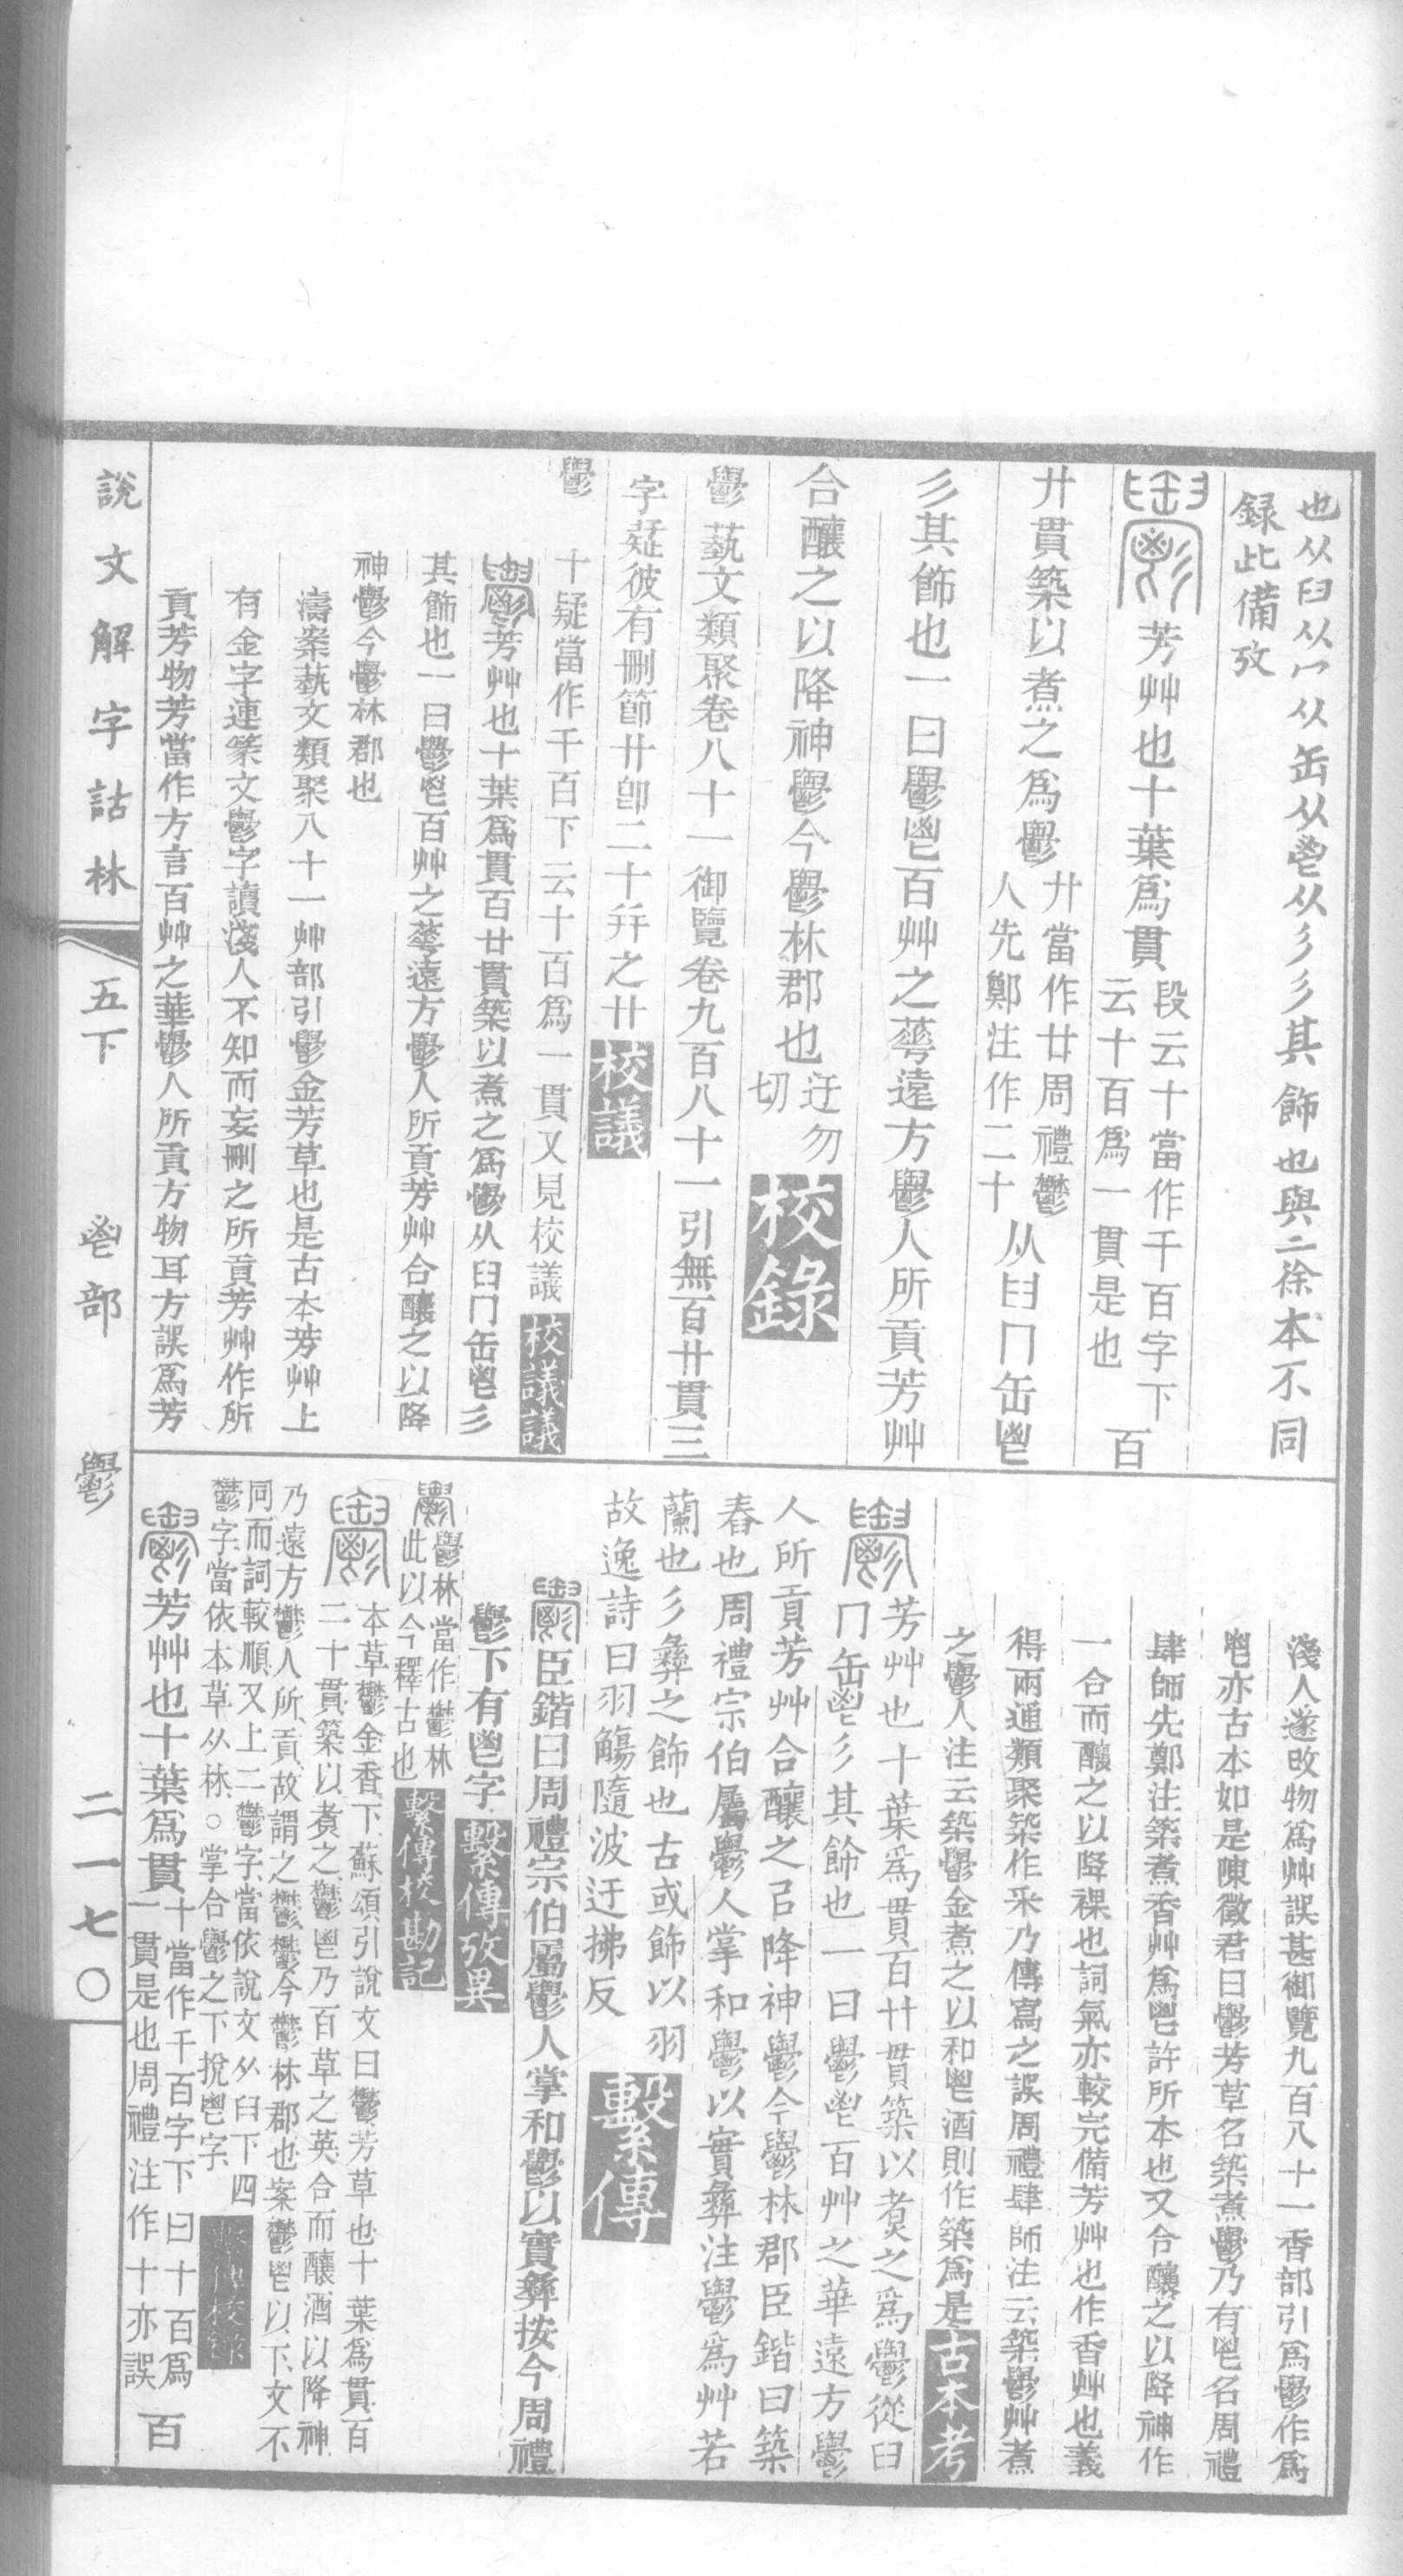 也从臼从冖从缶从鬯从彡彡其飾也與二徐本不同
録此備攷
芳艸也十葉爲貫
段云十當作千百字下
云十百爲一貫是也
百
廾貫築以煮之爲鬱
廾當作廿周禮鬱
人先鄭注作二十
从臼冂缶鬯
彡其飾也一曰鬱鬯百艸之蕚遠方鬱人所貢芳艸
合釀之以降神鬱今鬱林郡也
迂勿
切
校錄
鬱 蓺文類聚卷八十一御覽卷九百八十一引無百廾貫三
字疑彼有刪節廾卽二十幷之廿
校議
鬱
十疑當作千百下云十百爲一貫又見校議
校議議
芳艸也十葉爲貫百廿貫築以煮之爲鬱从臼冂缶鬯彡
其飾也一曰鬱鬯百艸之蕚遠方鬱人所貢芳艸合釀之以降
神鬱今鬱林郡也
濤案蓺文類聚八十一艸部引鬱金芳草也是古本芳艸上
有金字連篆文鬱字讀淺人不知而妄刪之所貢芳艸作所
貢芳物芳當作方言百艸之華鬱人所貢方物耳方誤爲芳
淺人遂改物爲艸誤甚御覽九百八十一香部引爲鬱作爲
鬯亦古本如是陳徵君曰鬱芳草名築煮鬱乃有鬯名周禮
肆師先鄭注築煮香艸爲鬯許所本也又合釀之以降神作
一合而釀之以降祼也詞氣亦較完備芳艸也作香艸也義
得兩通類聚築作采乃傳寫之誤周禮肆師注云築鬱艸煮
之鬱人注云築鬱金煮之以和鬯酒則作築爲是
古本考
芳艸也十葉爲貫百廿貫築以煑之爲鬱從臼
冂缶鬯彡其飾也一曰鬱鬯百艸之華遠方鬱
人所貢芳艸合釀之㠯降神鬱今鬱林郡臣鍇曰築
舂也周禮宗伯屬鬱人掌和鬱以實彝注鬱爲艸若
蘭也彡彝之飾也古或飾以羽
故逸詩曰羽觴隨波迂拂反
繫傳
臣鍇曰周禮宗伯屬鬱人掌和鬱以實彝按今周禮
鬱下有鬯字
繫傳攷異
鬱林當作鬱林
此以今釋古也
繫傳校勘記
本草鬱金香下蘇頌引說文曰鬱芳草也十葉爲貫百
二十貫築以煑之鬱鬯乃百草之英合而釀酒以降神
乃遠方鬱人所貢故謂之鬱鬱今鬱林郡也案鬱鬯以下文不
同而詞較順又上二鬱字當依說文从臼下四
鬱字當依本草从林○掌合鬱之下挩鬯字
芳艸也十葉爲貫
十當作千百字下曰十百爲
一貫是也周禮注作十亦誤
百
說文解字詁林
五下
鬯部
鬱
二一七〇